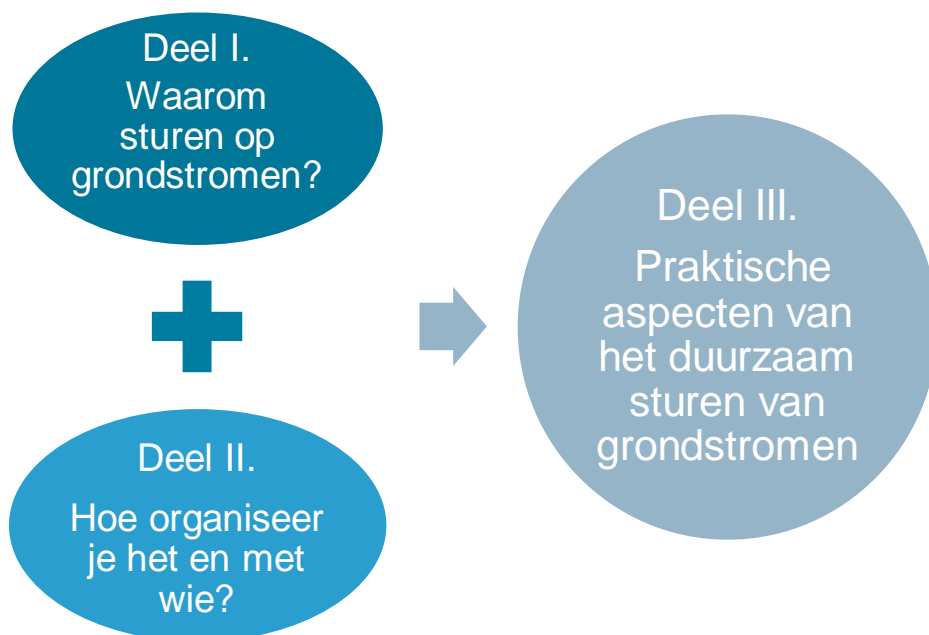 Deel I.
Waarom
sturen op
grondstromen?
Deel II.
Hoe organiseer
je het en met
wie?
Deel III.
Praktische
aspecten van
het duurzaam
sturen van
grondstromen